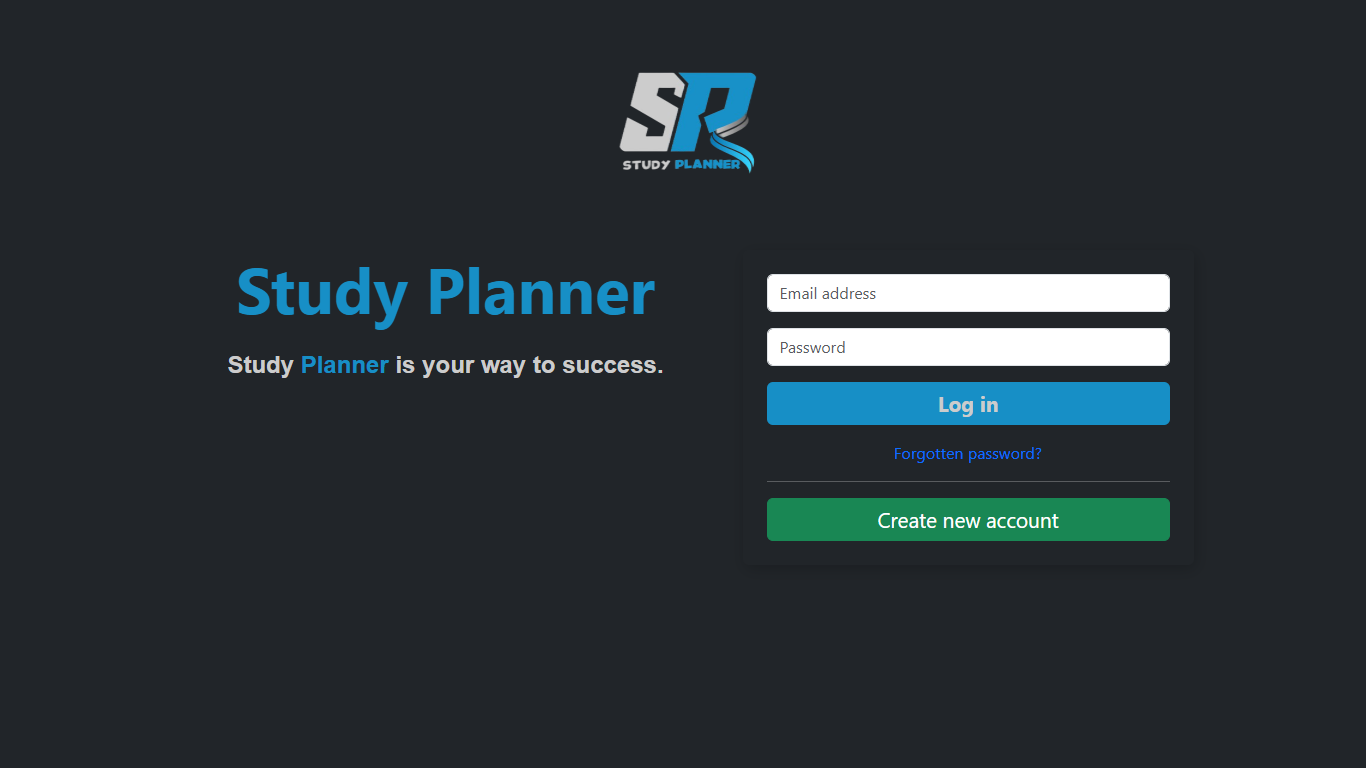 SP
STUDY PLANNER
Study Planner
Study Planner is your way to success.
Email address
Password
Log in
Forgotten password?
Create new account